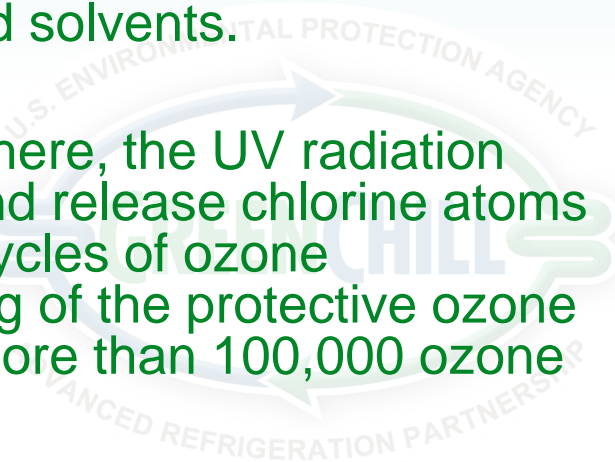 d solvents.
U.S. ENVIRONMENTAL PROTECTION AGENCY
here, the UV radiation
nd release chlorine atoms
ycles of ozone
GREENCHILL
g of the protective ozone
ore than 100,000 ozone
ADVANCED REFRIGERATION PARTNERSHIP